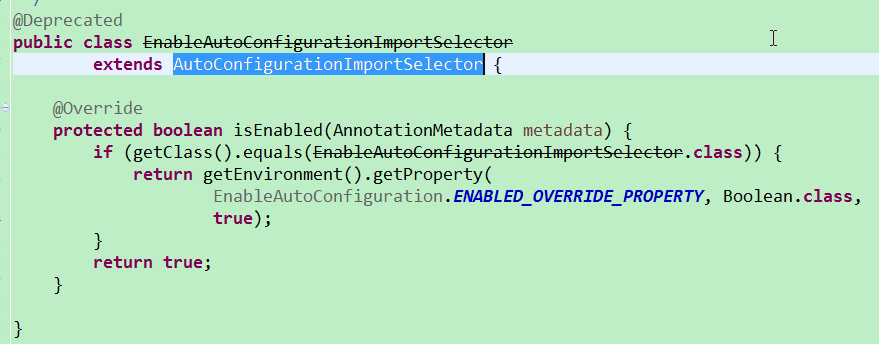 @Deprecated
public class EnableAutoConfigurationImportSelector
        extends AutoConfigurationImportSelector {
    @Override
    protected boolean isEnabled(AnnotationMetadata metadata) {
        if (getClass().equals(EnableAutoConfigurationImportSelector.class)) {
            return getEnvironment().getProperty(
                    EnableAutoConfiguration.ENABLED_OVERRIDE_PROPERTY, Boolean.class,
                    true);
        }
        return true;
    }
}